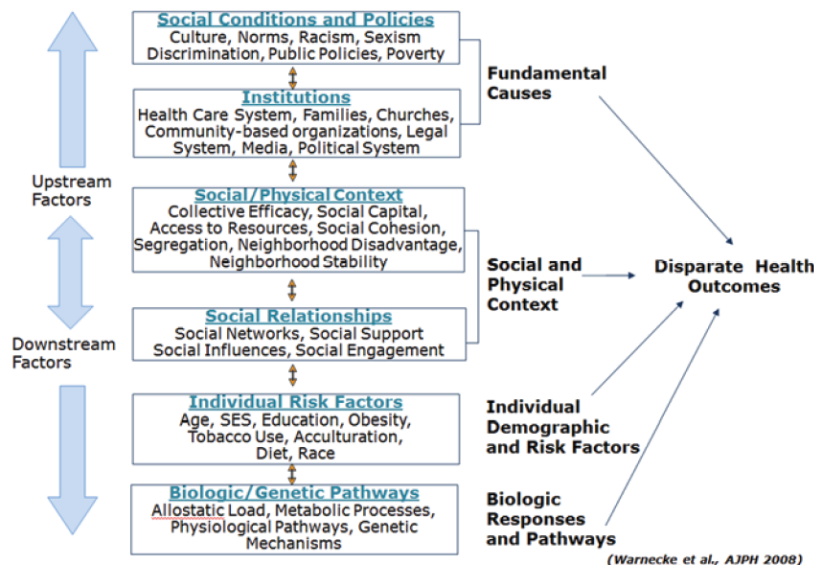 Social Conditions and Policies
Culture, Norms, Racism, Sexism
Discrimination, Public Policies, Poverty
Institutions
Health Care System, Families, Churches,
Community-based organizations, Legal
System, Media, Political System
Fundamental
Causes
Upstream
Factors
Social/Physical Context
Collective Efficacy, Social Capital,
Access to Resources, Social Cohesion,
Segregation, Neighborhood Disadvantage,
Neighborhood Stability
Social Relationships
Social Networks, Social Support
Social Influences, Social Engagement
Social and
Physical
Context
Disparate Health
Outcomes
Downstream
Factors
Individual Risk Factors
Age, SES, Education, Obesity,
Tobacco Use, Acculturation,
Diet, Race
Individual
Demographic
and Risk Factors
Biologic/Genetic Pathways
Allostatic Load, Metabolic Processes,
Physiological Pathways, Genetic
Mechanisms
Biologic
Responses
and Pathways
(Warnecke et al., AJPH 2008)